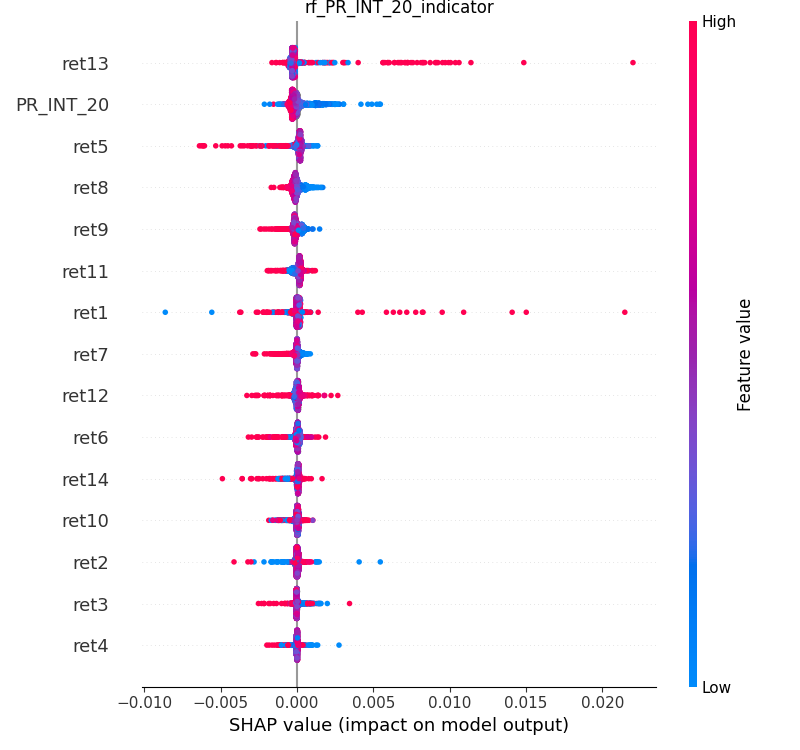 rf_PR_INT_20_indicator
High
ret13
PR_INT_20
ret5
ret8
ret9
ret11
ret1
ret7
ret12
ret6
ret14
ret10
ret2
ret3
ret4
Feature value
Low
−0.010 −0.005 0.000 0.005 0.010 0.015 0.020
SHAP value (impact on model output)